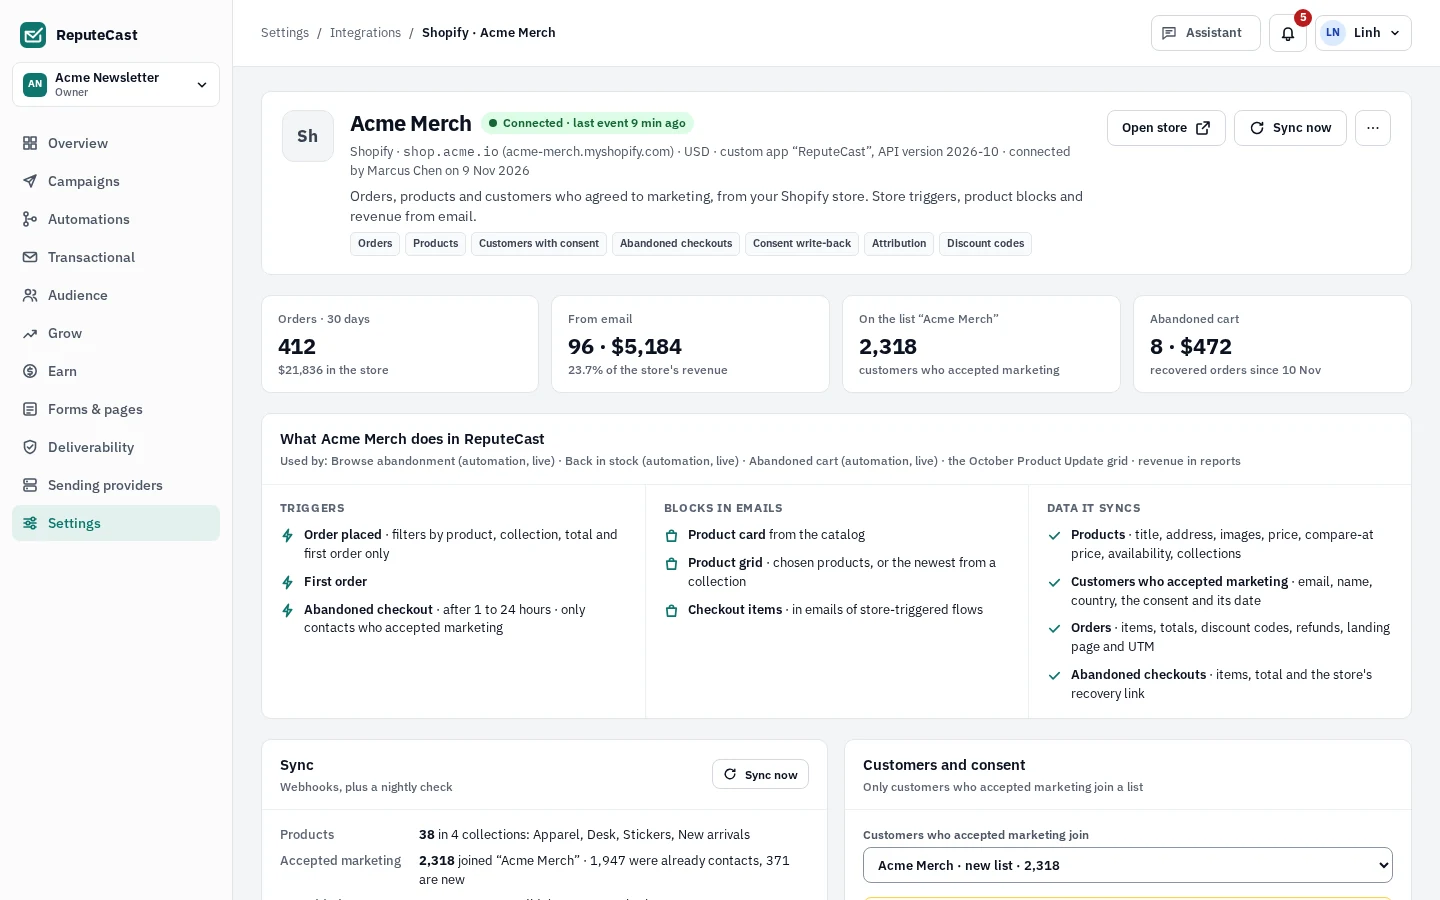 ReputeCast
AN
Acme Newsletter
Owner
Overview
Campaigns
Automations
Transactional
Audience
Grow
Earn
Forms & pages
Deliverability
Sending providers
Settings
Settings / Integrations / Shopify · Acme Merch
Assistant
5
LN Linh
Sh
Acme Merch
Connected · last event 9 min ago
Shopify · shop.acme.io (acme-merch.myshopify.com) · USD · custom app “ReputeCast”, API version 2026-10 · connected
by Marcus Chen on 9 Nov 2026
Orders, products and customers who agreed to marketing, from your Shopify store. Store triggers, product blocks and
revenue from email.
Orders Products Customers with consent Abandoned checkouts Consent write-back Attribution Discount codes
Open store
Sync now
...
Orders · 30 days
412
$21,836 in the store
From email
96 · $5,184
23.7% of the store's revenue
On the list “Acme Merch”
2,318
customers who accepted marketing
Abandoned cart
8 · $472
recovered orders since 10 Nov
What Acme Merch does in ReputeCast
Used by: Browse abandonment (automation, live) · Back in stock (automation, live) · Abandoned cart (automation, live) · the October Product Update grid · revenue in reports
TRIGGERS
Order placed · filters by product, collection, total and
first order only
First order
Abandoned checkout · after 1 to 24 hours · only
contacts who accepted marketing
BLOCKS IN EMAILS
Product card from the catalog
Product grid · chosen products, or the newest from a
collection
Checkout items · in emails of store-triggered flows
DATA IT SYNCS
Products · title, address, images, price, compare-at
price, availability, collections
Customers who accepted marketing · email, name,
country, the consent and its date
Orders · items, totals, discount codes, refunds, landing
page and UTM
Abandoned checkouts · items, total and the store's
recovery link
Sync
Webhooks, plus a nightly check
Sync now
Products 38 in 4 collections: Apparel, Desk, Stickers, New arrivals
Accepted marketing 2,318 joined “Acme Merch” · 1,947 were already contacts, 371
are new
Customers and consent
Only customers who accepted marketing join a list
Customers who accepted marketing join
Acme Merch · new list · 2,318